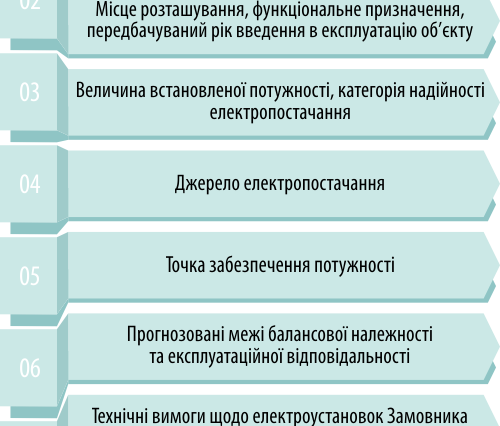 02
Місце розташування, функціональне призначення,
передбачуваний рік введення в експлуатацію об’єкту
03
Величина встановленої потужності, категорія надійності
електропостачання
04
Джерело електропостачання
05
Точка забезпечення потужності
06
Прогнозовані межі балансової належності
та експлуатаційної відповідальності
Технічні вимоги щодо електроустановок Замовника